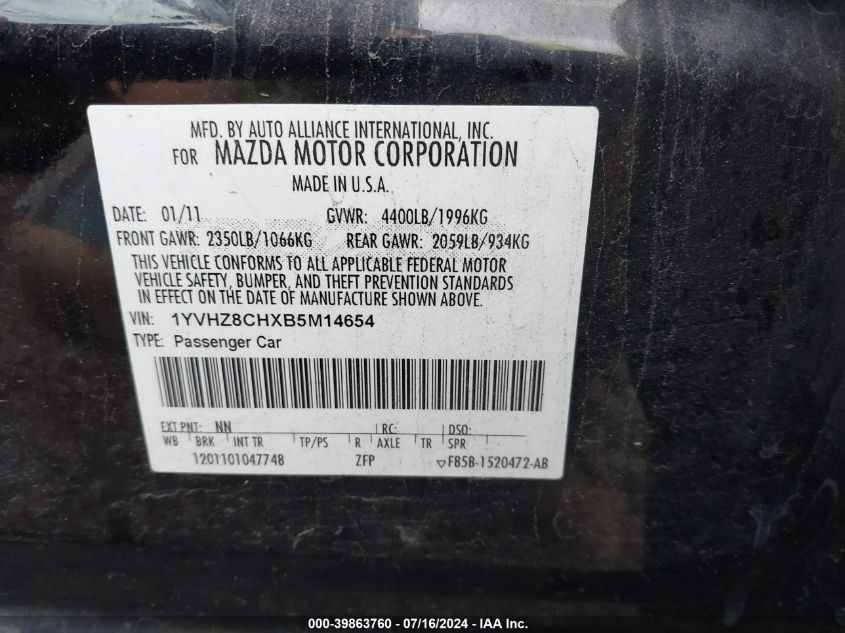 MFD. BY AUTO ALLIANCE INTERNATIONAL, INC.
FOR MAZDA MOTOR CORPORATION
MADE IN U.S.A.
DATE: 01/11 GVWR: 4400LB/1996KG
FRONT GAWR: 2350LB/1066KG REAR GAWR: 2059LB/934KG
THIS VEHICLE CONFORMS TO ALL APPLICABLE FEDERAL MOTOR
VEHICLE SAFETY, BUMPER, AND THEFT PREVENTION STANDARDS
IN EFFECT ON THE DATE OF MANUFACTURE SHOWN ABOVE.
VIN: 1YVHZ8CHXB5M14654
TYPE: Passenger Car
EXT PNT: NN RC: DSO:
WB BRK INT TR TP/PS R AXLE TR SPR
1201101047748 ZFP ▽F85B-1520472-AB
000-39863760 / 07/16/2024 - IAA Inc.